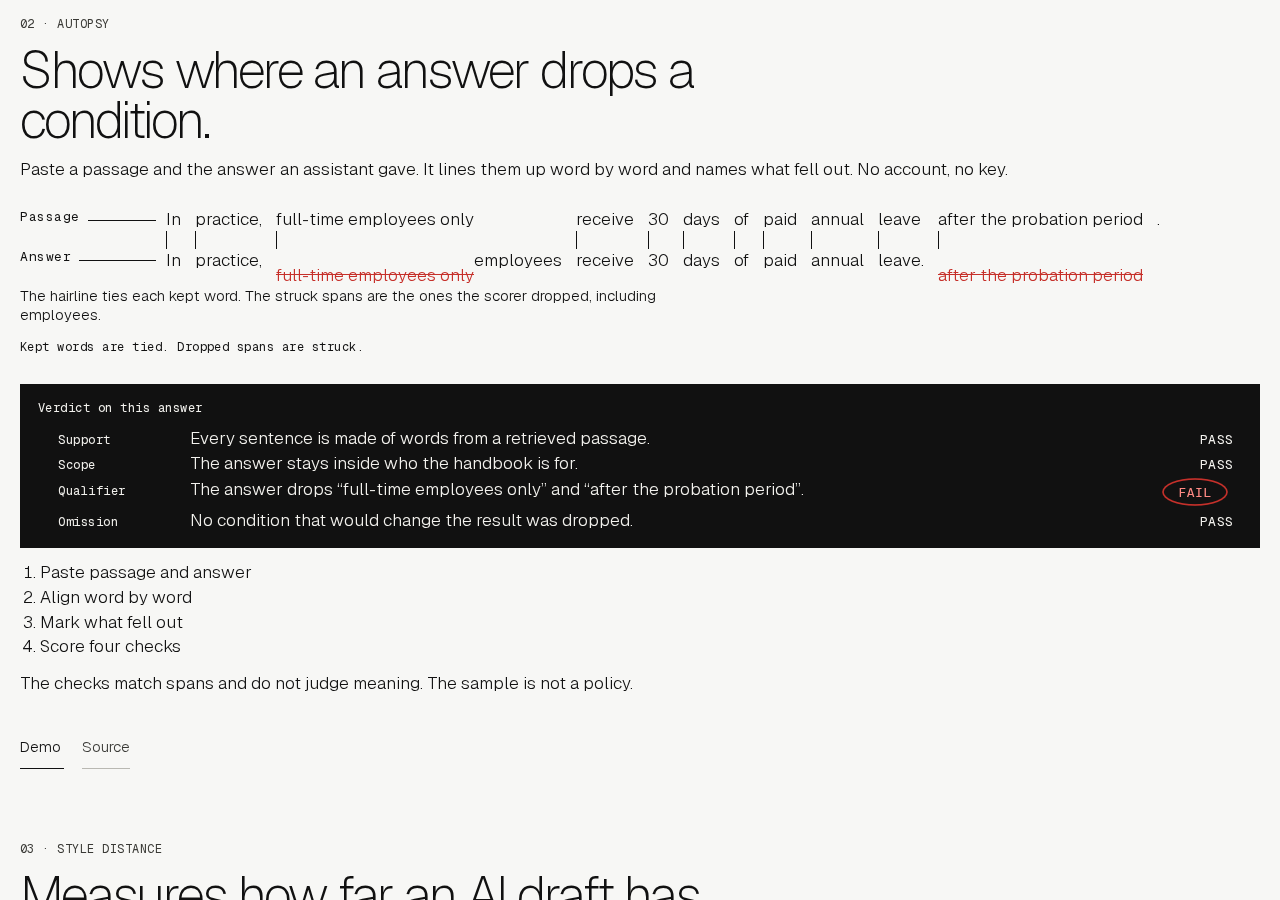 02 · AUTOPSY
Shows where an answer drops a
condition.
Paste a passage and the answer an assistant gave. It lines them up word by word and names what fell out. No account, no key.
Passage In practice, full-time employees only receive 30 days of paid annual leave after the probation period .
Answer In practice, full-time employees only employees receive 30 days of paid annual leave. after the probation period
The hairline ties each kept word. The struck spans are the ones the scorer dropped, including
employees.
Kept words are tied. Dropped spans are struck.
Verdict on this answer
Support Every sentence is made of words from a retrieved passage. PASS
Scope The answer stays inside who the handbook is for. PASS
Qualifier The answer drops “full-time employees only” and “after the probation period”. FAIL
Omission No condition that would change the result was dropped. PASS
1. Paste passage and answer
2. Align word by word
3. Mark what fell out
4. Score four checks
The checks match spans and do not judge meaning. The sample is not a policy.
Demo Source
03 · STYLE DISTANCE
Measures how far an AI draft has